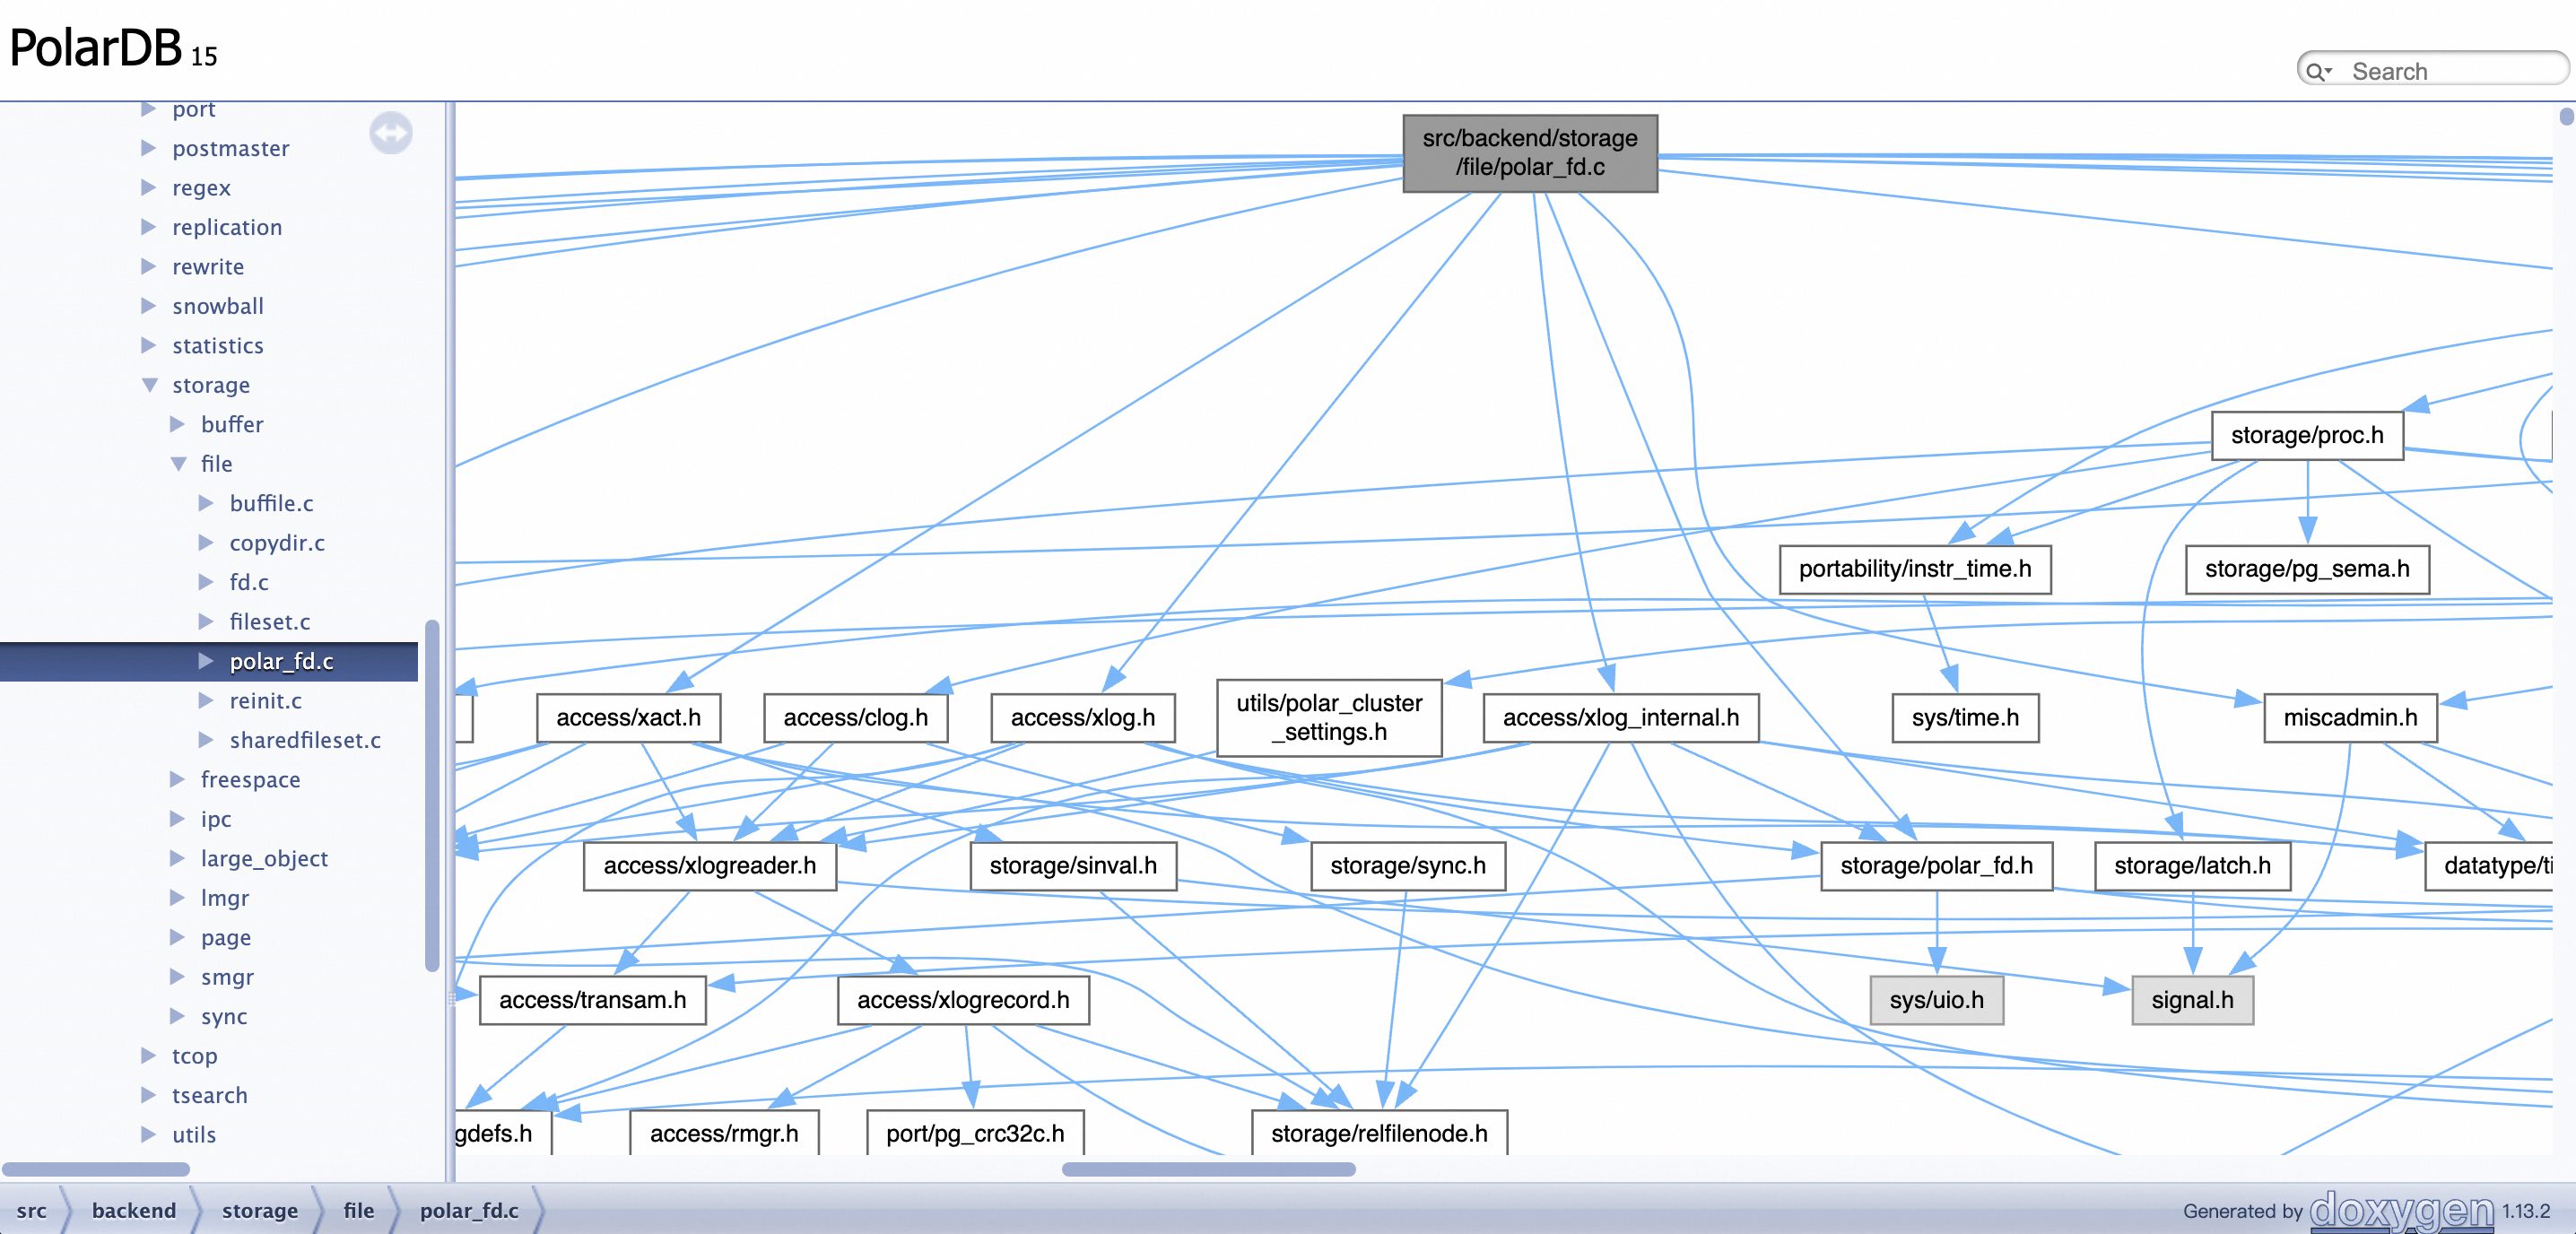 PolarDB 15
Search
port
postmaster
regex
replication
rewrite
snowball
statistics
storage
buffer
file
buffile.c
copydir.c
fd.c
fileset.c
polar_fd.c
reinit.c
sharedfileset.c
freespace
ipc
large_object
lmgr
page
smgr
sync
tcop
tsearch
utils
src/backend/storage
/file/polar_fd.c
storage/proc.h
portability/instr_time.h
storage/pg_sema.h
access/xact.h
access/clog.h
access/xlog.h
utils/polar_cluster
_settings.h
access/xlog_internal.h
sys/time.h
miscadmin.h
access/xlogreader.h
storage/sinval.h
storage/sync.h
storage/polar_fd.h
storage/latch.h
datatype/ti
access/transam.h
access/xlogrecord.h
sys/uio.h
signal.h
gdefs.h
access/rmgr.h
port/pg_crc32c.h
storage/relfilenode.h
src
backend
storage
file
polar_fd.c
Generated by doxygen 1.13.2